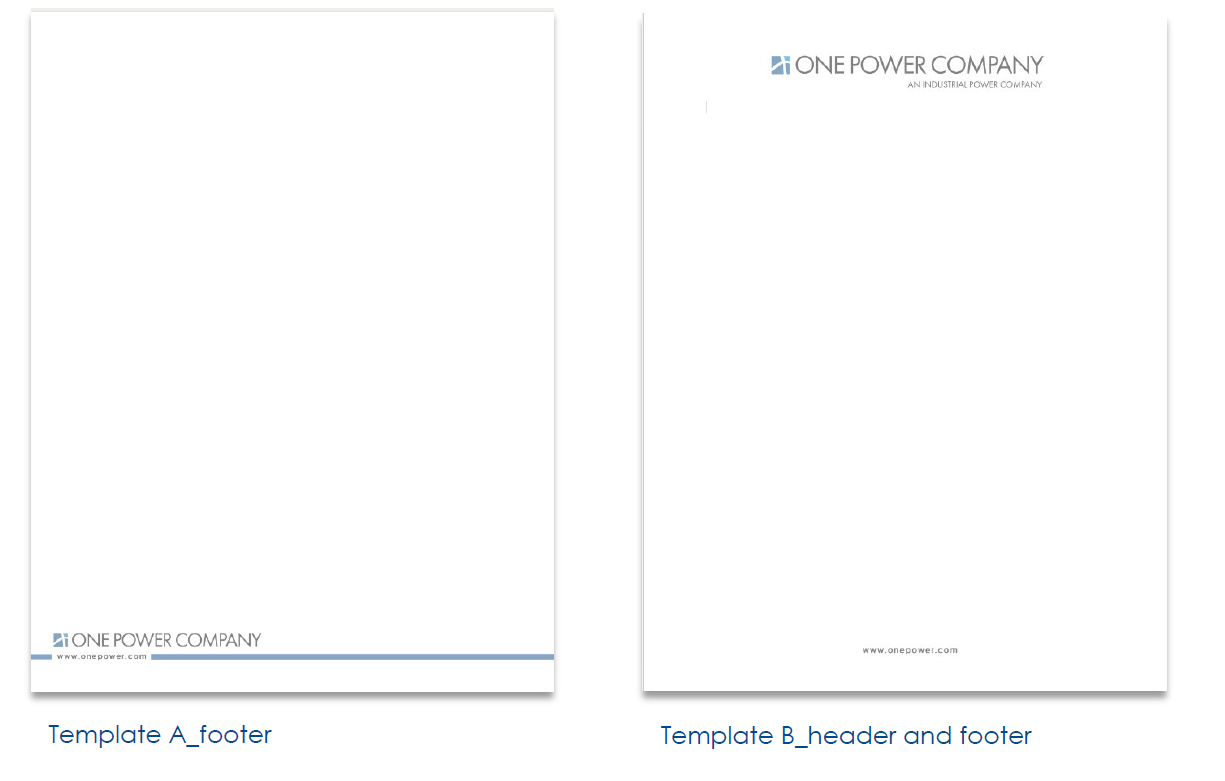 ONE POWER COMPANY
www.onepower.com
Template A_footer
ONE POWER COMPANY
AN INDUSTRIAL POWER COMPANY
www.onepower.com
Template B_header and footer